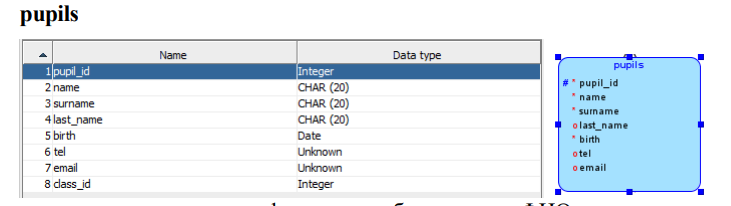 pupils
Name Data type
1 pupil_id Integer
2 name CHAR (20)
3 surname CHAR (20)
4 last_name CHAR (20)
5 birth Date
6 tel Unknown
7 email Unknown
8 class_id Integer
pupils
# * pupil_id
* name
* surname
o last_name
* birth
o tel
o email